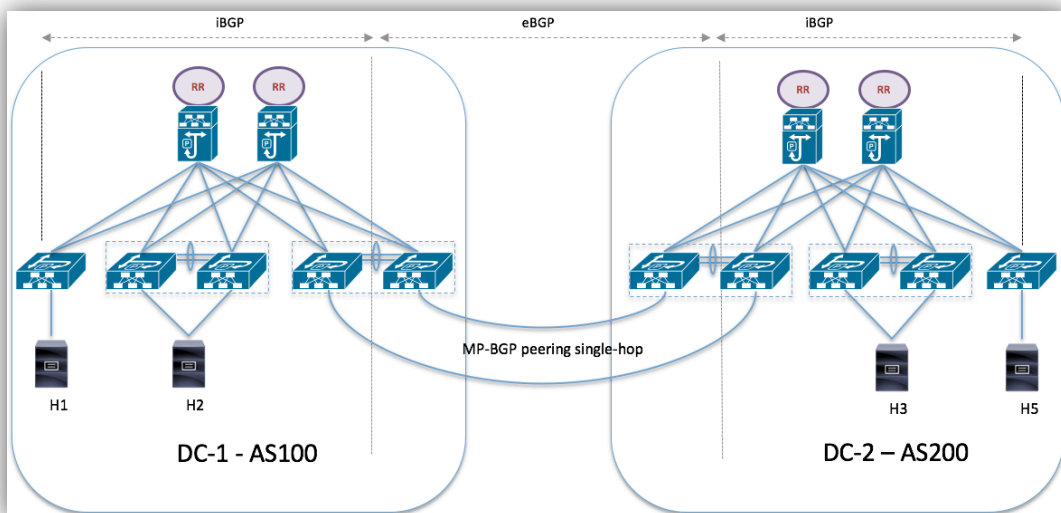 iBGP
eBGP
iBGP
RR
RR
RR
RR
P
P
P
P
MP-BGP peering single-hop
H1
H2
H3
H5
DC-1 - AS100
DC-2 – AS200